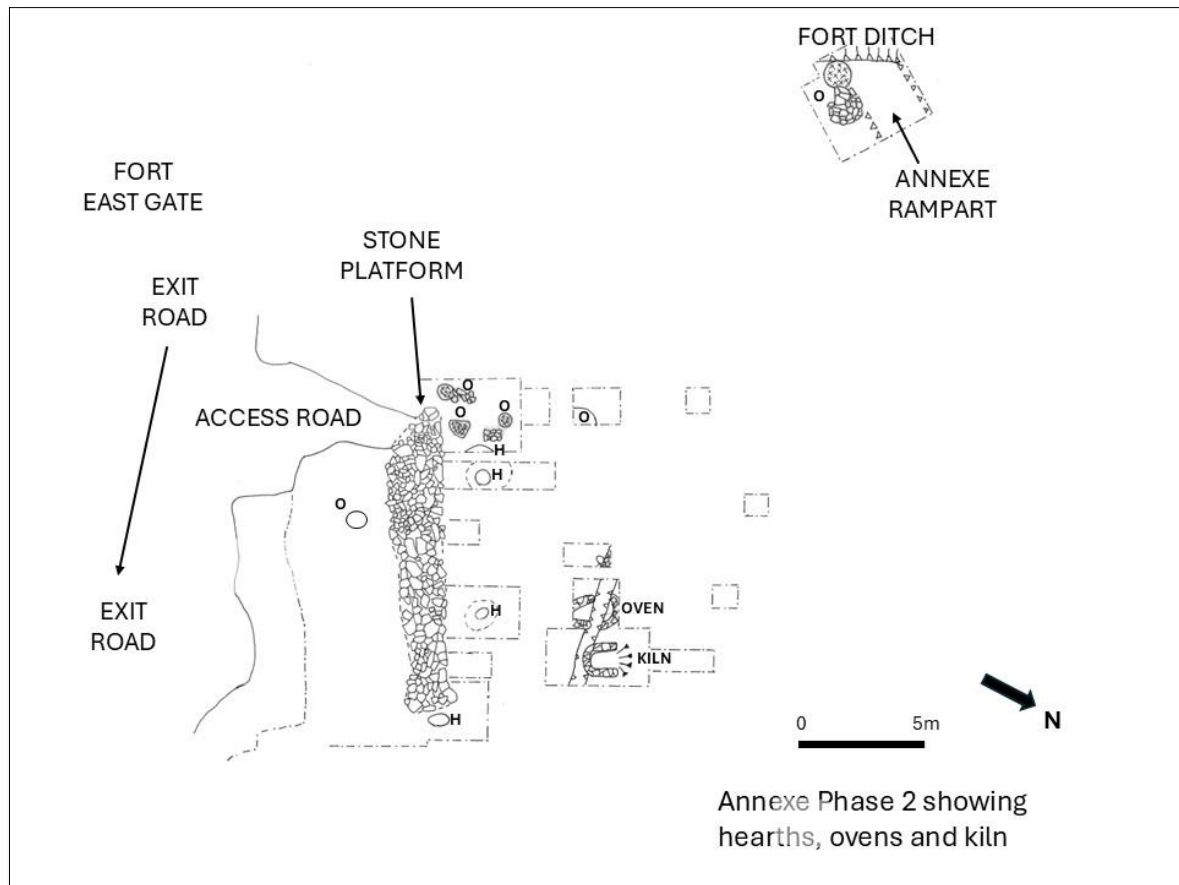 FORT DITCH
O
ANNEXE
RAMPART
FORT
EAST GATE
STONE
PLATFORM
EXIT
ROAD
ACCESS ROAD
O
O
O
O
H
H
O
H
OVEN
KILN
EXIT
ROAD
H
0 5m
N
Annexe Phase 2 showing
hearths, ovens and kiln